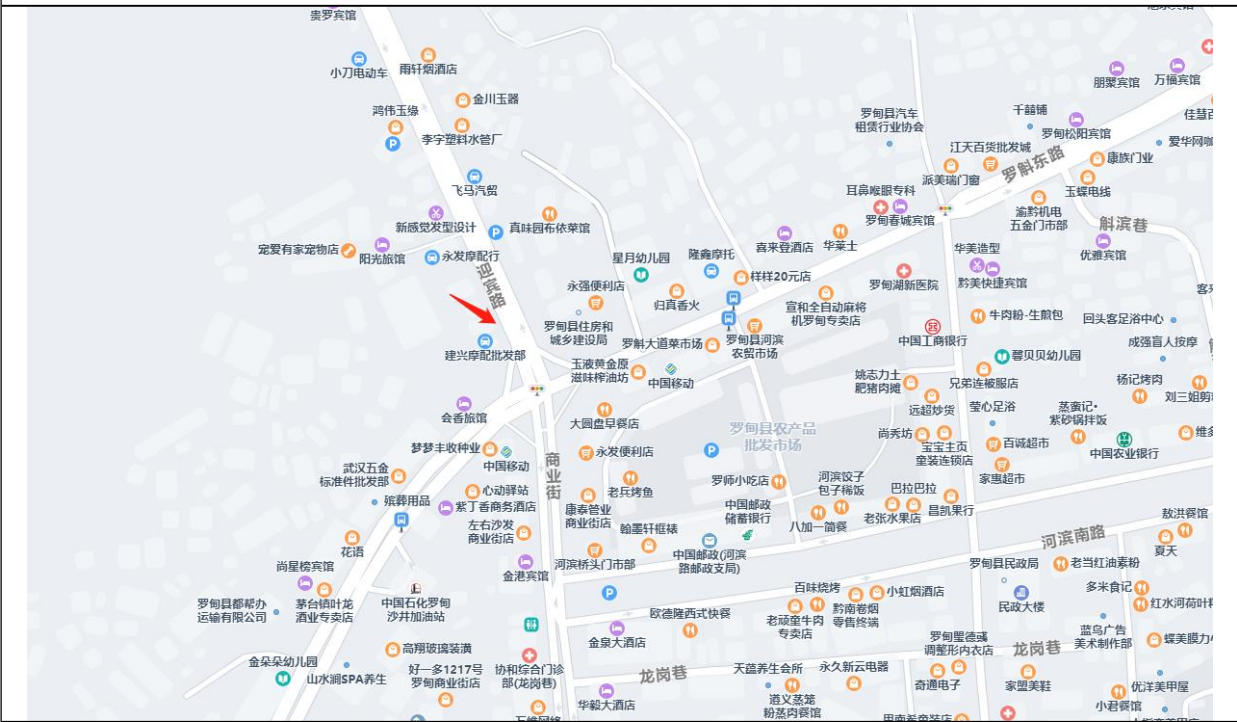 贵罗宾馆
小刀电动车
雨轩烟酒店
金川玉器
鸿伟玉缘
李字塑料水管厂
P
飞马汽贸
新感觉发型设计
真味园布依菜馆
P
宠爱有家宠物店
阳光旅馆
永发摩配行
朋聚宾馆
万福宾馆
千囍铺
佳慧百
罗甸县汽车
租赁行业协会
罗甸松阳宾馆
爱华网咖
江天百货批发城
康族门业
派美瑞门窗
罗斛东路
玉蝶电线
耳鼻喉眼专科
罗甸春城宾馆
渝黔机电
五金门市部
斛滨巷
优雅宾馆
喜来登酒店
华莱士
华美造型
黔美快捷宾馆
隆鑫摩托
星月幼儿园
样样20元店
罗甸湖新医院
永强便利店
归真香火
宣和全自动麻将
机罗甸专卖店
牛肉粉-生煎包
回头客足浴中心
罗甸县住房和
城乡建设局
罗斛大道菜市场
罗甸县河滨
农贸市场
中国工商银行
成强盲人按摩
建兴摩配批发部
馨贝贝幼儿园
玉液黄金原
滋味榨油坊
中国移动
姚志力土
肥猪肉摊
兄弟连被服店
杨记烤肉
刘三姐剪
会香旅馆
大圆盘早餐店
远超炒货
莹心足浴
蒸蛮记·
紫砂锅拌饭
罗甸县农产品
批发市场
尚秀坊
宝宝主页
童装连锁店
百诚超市
中国农业银行
梦梦丰收种业
中国移动
永发便利店
P
家惠超市
商业街
武汉五金
标准件批发部
心动驿站
老兵烤鱼
罗师小吃店
河滨饺子
包子稀饭
巴拉巴拉
殡葬用品
紫丁香商务酒店
康泰管业
商业街店
中国邮政
储蓄银行
八加一简餐
老张水果店
昌凯果行
敖洪餐馆
左右沙发
商业街店
翰墨轩框裱
河滨南路
夏天
花语
河滨桥头门市部
中国邮政(河滨
路邮政支局)
罗甸县民政局
老当红油素粉
尚星榜宾馆
金港宾馆
P
百味烧烤
小虹烟酒店
民政大楼
多米食记
罗甸县都帮办
运输有限公司
茅台镇叶龙
酒业专卖店
中国石化罗甸
沙井加油站
欧德隆西式快餐
老顽童牛肉
专卖店
黔南卷烟
零售终端
红水河荷叶
蓝鸟广告
美术制作部
高翔玻璃装潢
金泉大酒店
蝶美膜力
金朵朵幼儿园
山水涧SPA养生
好一多1217号
罗甸商业街店
协和综合门诊
部(龙岗巷)
龙岗巷
天蕴养生会所
永久新云电器
调整形内衣店
龙岗巷
奇通电子
家盟美鞋
优洋美甲屋
华毅大酒店
遵义蒸笼
粉蒸肉餐馆
小君餐馆